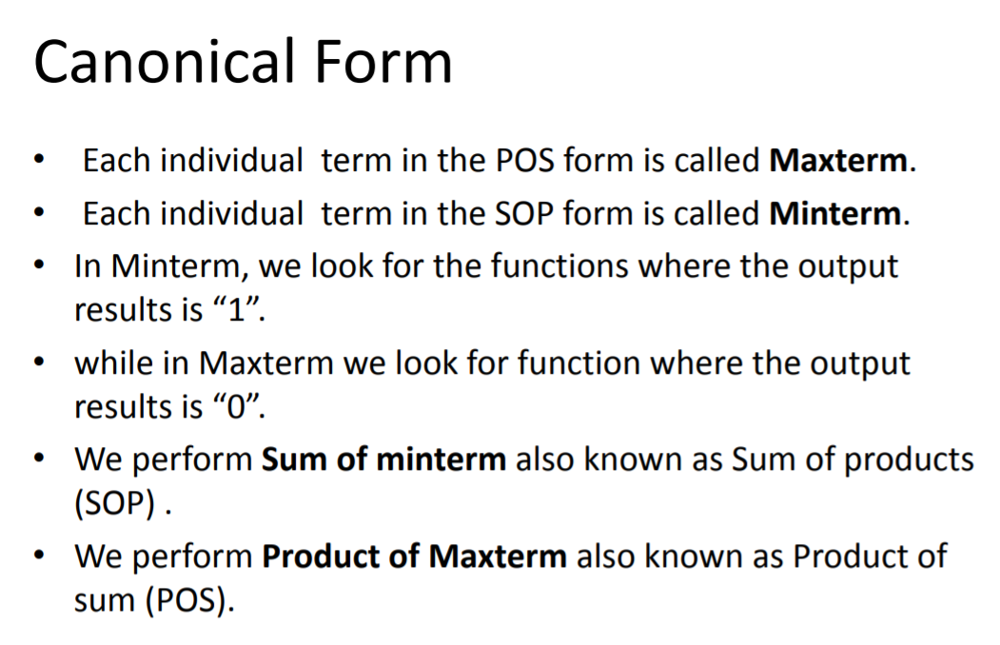 Canonical Form
• Each individual term in the POS form is called Maxterm.
• Each individual term in the SOP form is called Minterm.
• In Minterm, we look for the functions where the output
results is “1”.
• while in Maxterm we look for function where the output
results is “0”.
• We perform Sum of minterm also known as Sum of products
(SOP) .
• We perform Product of Maxterm also known as Product of
sum (POS).